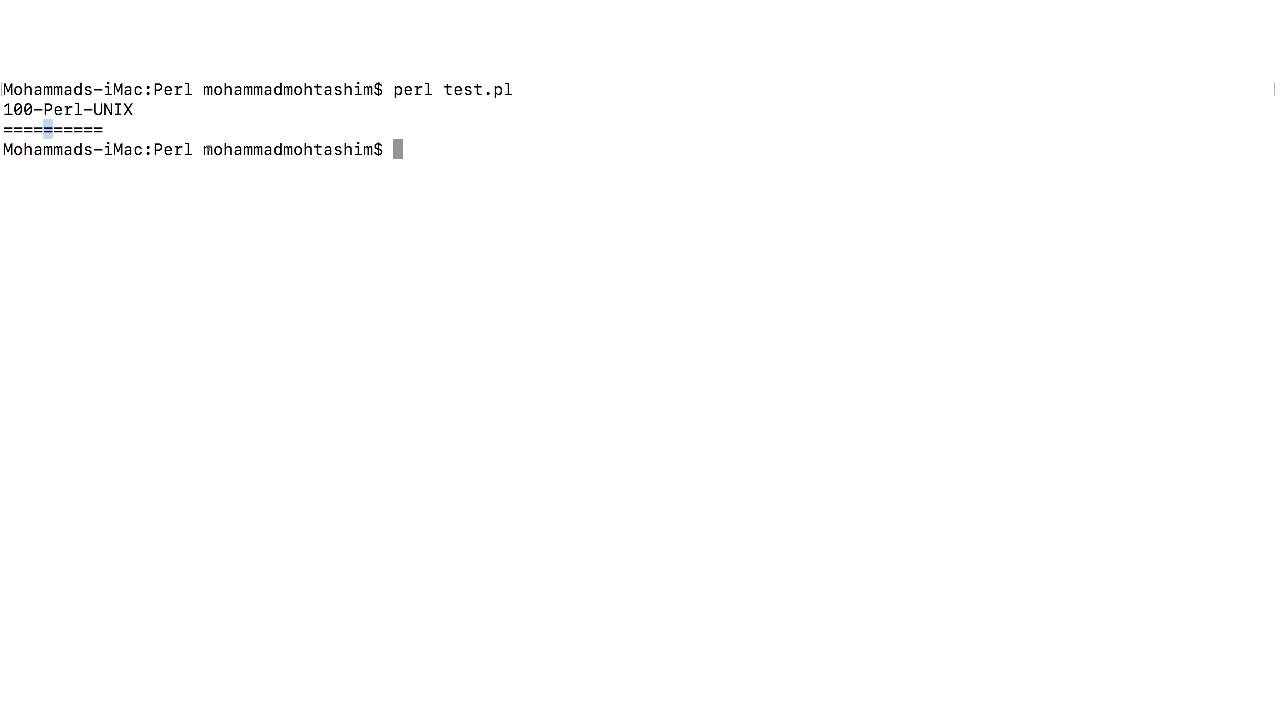 Mohammads-iMac:Perl mohammadmohtashim$ perl test.pl
100-Perl-UNIX
==========
Mohammads-iMac:Perl mohammadmohtashim$